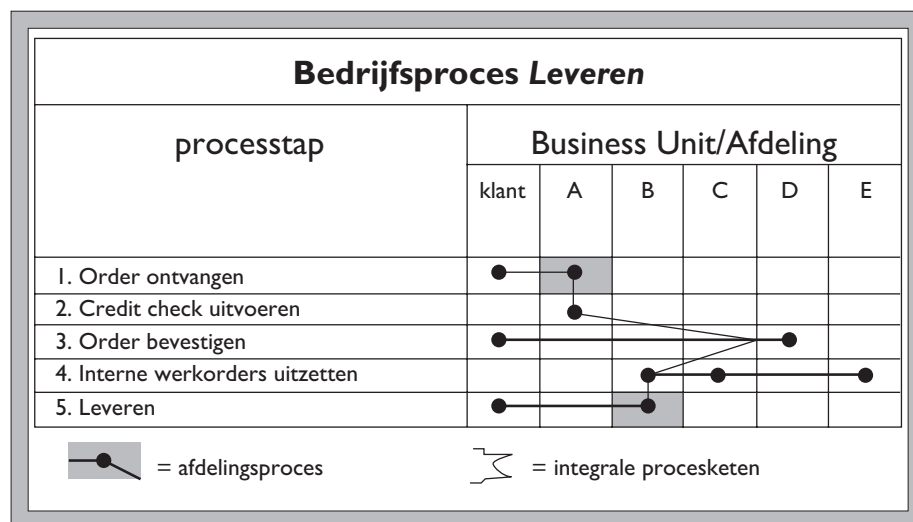 Bedrijfsproces Leveren
processtap
Business Unit/Afdeling
klant A B C D E
1. Order ontvangen
2. Credit check uitvoeren
3. Order bevestigen
4. Interne werkorders uitzetten
5. Leveren
= afdelingsproces
= integrale procesketen